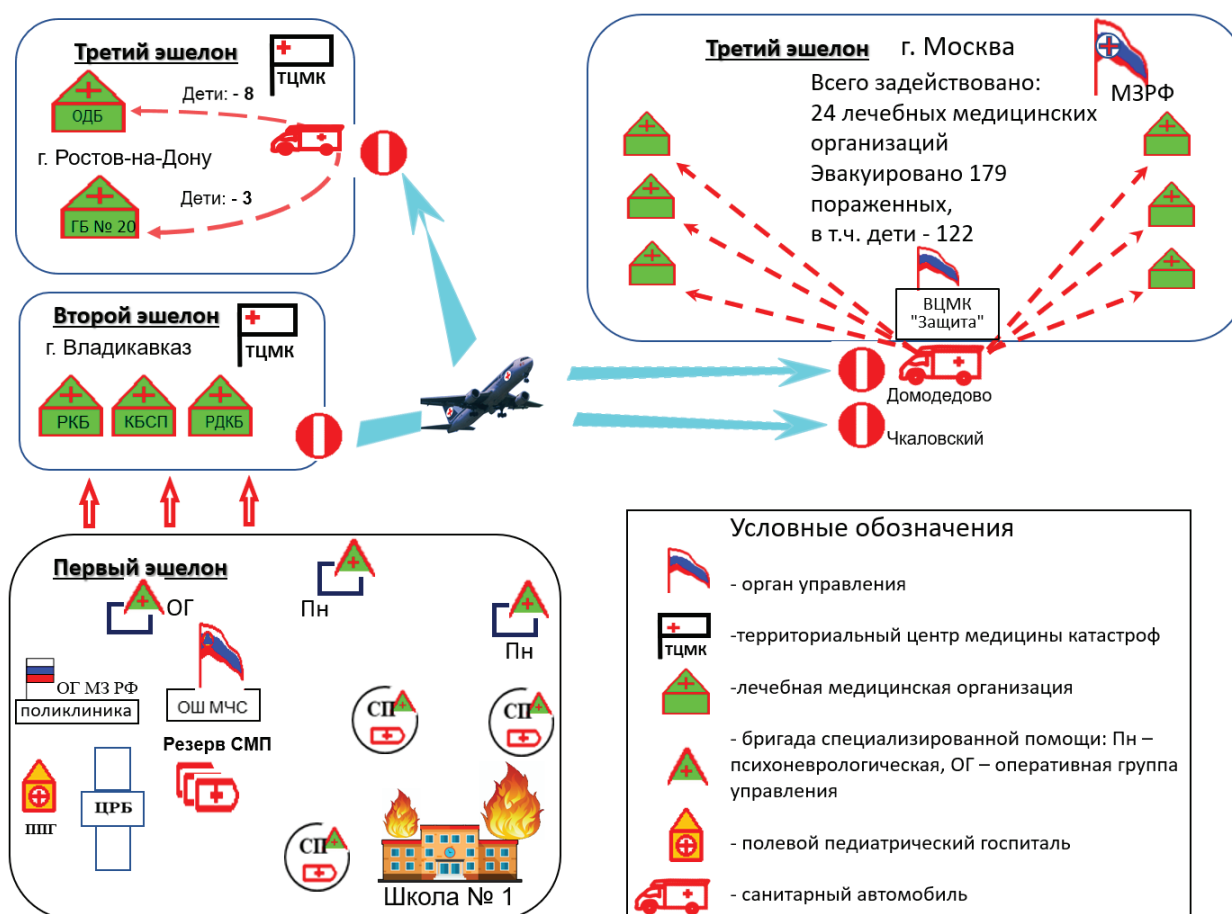 Третий эшелон
ТЦМК
Дети: - 8
ОДБ
г. Ростов-на-Дону
Дети: - 3
ГБ № 20
Третий эшелон г. Москва
МЗРФ
Всего задействовано:
24 лечебных медицинских
организаций
Эвакуировано 179
пораженных,
в т.ч. дети - 122
ВЦМК
"Защита"
Домодедово
Чкаловский
Второй эшелон
г. Владикавказ
ТЦМК
РКБ
КБСП
РДКБ
Первый эшелон
ОГ
Пн
Пн
ОГ МЗ РФ
поликлиника
ОШ МЧС
Резерв СМП
СП
СП
ППГ
ЦРБ
СП
Школа № 1
Условные обозначения
- орган управления
-территориальный центр медицины катастроф
ТЦМК
-лечебная медицинская организация
- бригада специализированной помощи: Пн –
психоневрологическая, ОГ – оперативная группа
управления
- полевой педиатрический госпиталь
- санитарный автомобиль